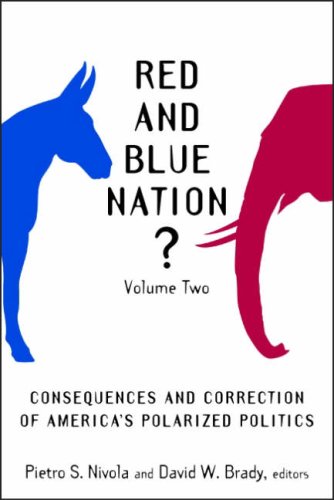 RED
AND
BLUE
NATION
?
Volume Two
CONSEQUENCES AND CORRECTION
OF AMERICA'S POLARIZED POLITICS
Pietro S. Nivola and David W. Brady, editors